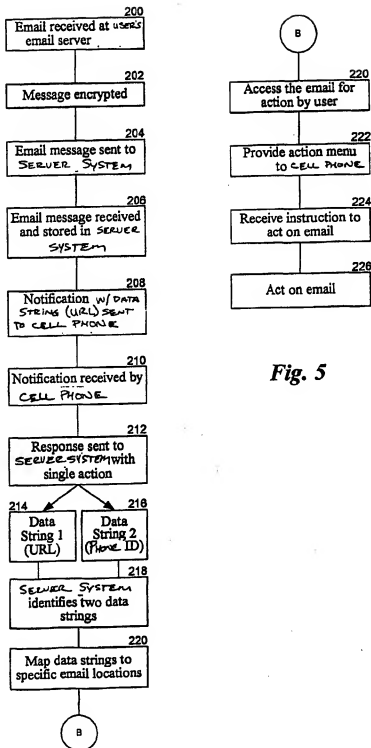 200
Email received at USER'S
email server
202
Message encrypted
204
Email message sent to
SERVER SYSTEM
206
Email message received
and stored in SERVER
SYSTEM
208
Notification W/ DATA
STRING (URL) SENT
TO CELL PHONE
210
Notification received by
CELL PHONE
212
Response sent to
SERVER SYSTEM with
single action
214
Data
String 1
(URL)
216
Data
String 2
(PHONE ID)
218
SERVER SYSTEM
identifies two data
strings
220
Map data strings to
specific email locations
B
B
220
Access the email for
action by user
222
Provide action menu
to CELL PHONE
224
Receive instruction to
act on email
226
Act on email
Fig. 5